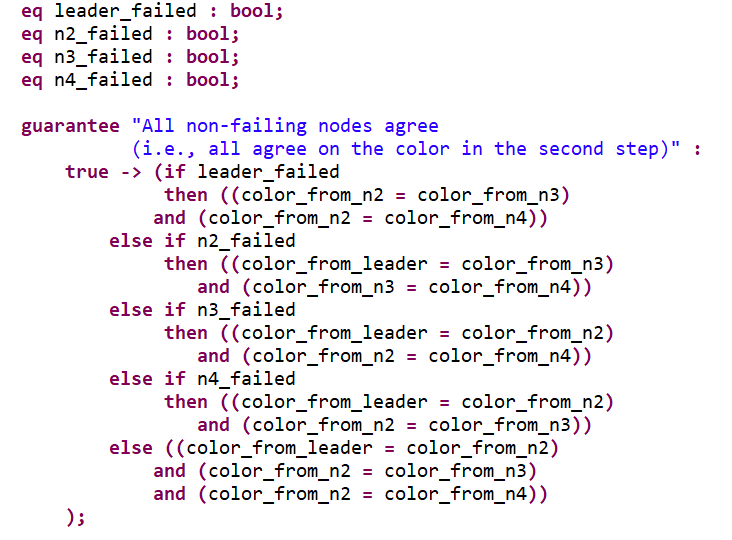 eq leader_failed : bool;
eq n2_failed : bool;
eq n3_failed : bool;
eq n4_failed : bool;

guarantee "All non-failing nodes agree
          (i.e., all agree on the color in the second step)" :
    true -> (if leader_failed
             then ((color_from_n2 = color_from_n3)
            and (color_from_n2 = color_from_n4))
        else if n2_failed
             then ((color_from_leader = color_from_n3)
                and (color_from_n3 = color_from_n4))
        else if n3_failed
             then ((color_from_leader = color_from_n2)
                and (color_from_n2 = color_from_n4))
        else if n4_failed
             then ((color_from_leader = color_from_n2)
                and (color_from_n2 = color_from_n3))
        else ((color_from_leader = color_from_n2)
            and (color_from_n2 = color_from_n3)
            and (color_from_n2 = color_from_n4))
    );